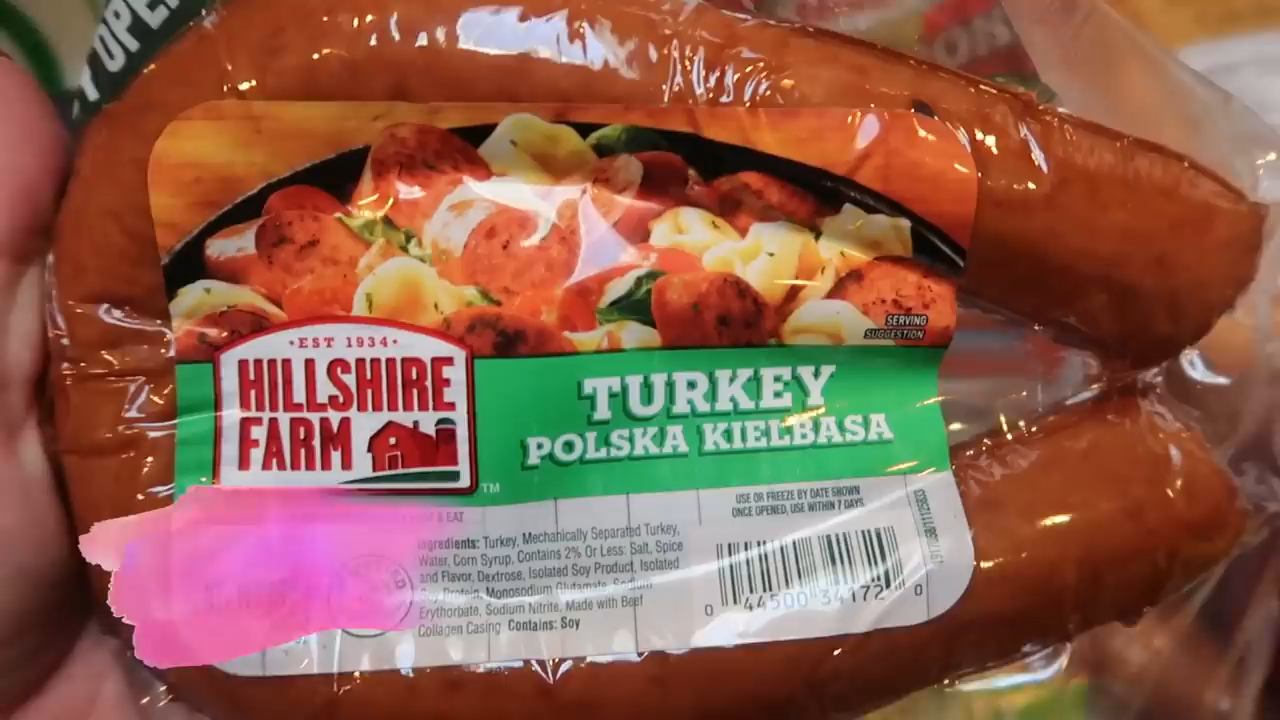 Y OPEN
SERVING
SUGGESTION
·EST 1934·
HILLSHIRE
FARM
TM
TURKEY
POLSKA KIELBASA
& EAT
USE OR FREEZE BY DATE SHOWN
ONCE OPENED, USE WITHIN 7 DAYS.
Ingredients: Turkey, Mechanically Separated Turkey,
Water, Corn Syrup, Contains 2% Or Less: Salt, Spice
and Flavor, Dextrose, Isolated Soy Product, Isolated
Soy Protein, Monosodium Glutamate, Sodium
Erythorbate, Sodium Nitrite. Made with Beef
Collagen Casing Contains: Soy
0 44500 34172 0